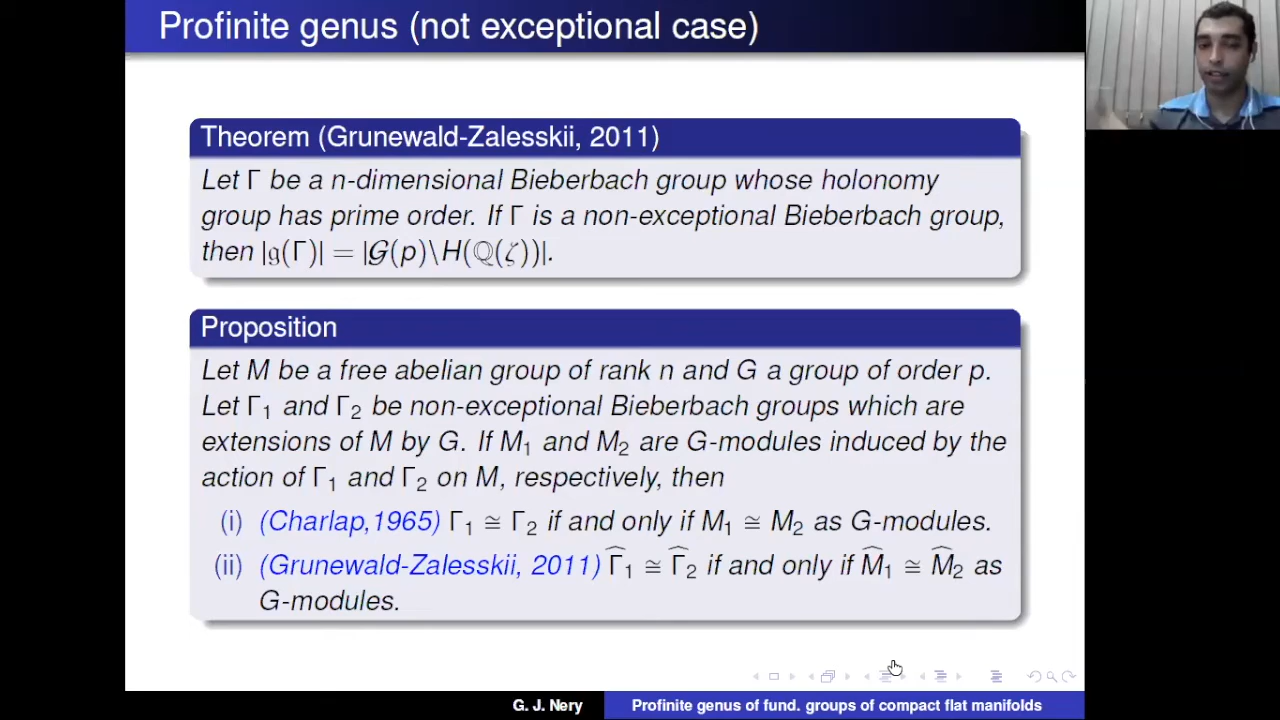 Profinite genus (not exceptional case)
Theorem (Grunewald-Zalesskii, 2011)
Let Γ be a n-dimensional Bieberbach group whose holonomy
group has prime order. If Γ is a non-exceptional Bieberbach group,
then |𝔤(Γ)| = |𝒢(p)\H(ℚ(ζ))|.
Proposition
Let M be a free abelian group of rank n and G a group of order p.
Let Γ₁ and Γ₂ be non-exceptional Bieberbach groups which are
extensions of M by G. If M₁ and M₂ are G-modules induced by the
action of Γ₁ and Γ₂ on M, respectively, then
(i) (Charlap,1965) Γ₁ ≅ Γ₂ if and only if M₁ ≅ M₂ as G-modules.
(ii) (Grunewald-Zalesskii, 2011) Γ̂₁ ≅ Γ̂₂ if and only if M̂₁ ≅ M̂₂ as
G-modules.
G. J. Nery Profinite genus of fund. groups of compact flat manifolds